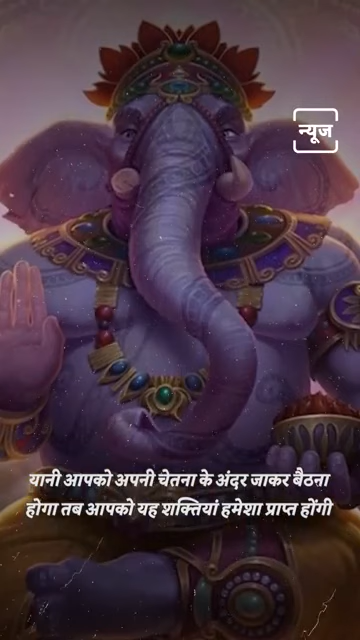 न्यूज
यानी आपको अपनी चेतना के अंदर जाकर बैठना
होगा तब आपको यह शक्तियां हमेशा प्राप्त होंगी